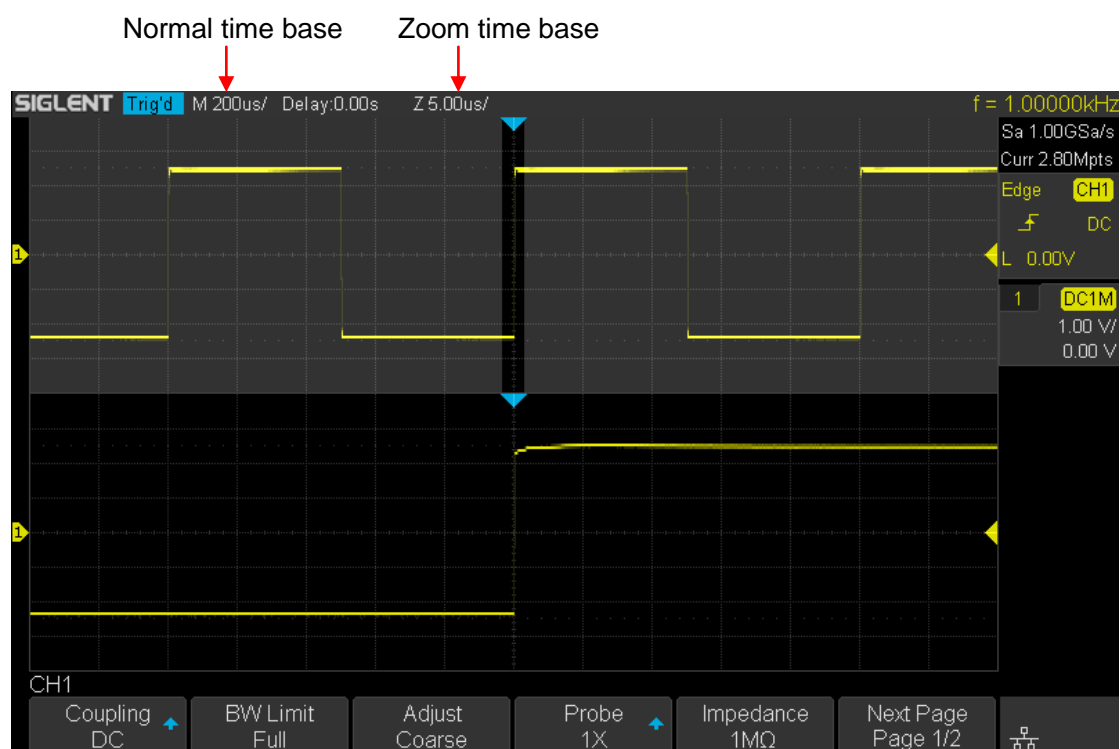 Normal time base Zoom time base
SIGLENT Trig'd M 200us/ Delay:0.00s Z 5.00us/ f = 1.00000kHz
Sa 1.00GSa/s
Curr 2.80Mpts
Edge CH1
DC
L 0.00V
1 DC1M
1.00 V/
0.00 V
1
1
CH1
Coupling BW Limit Adjust Probe Impedance Next Page
DC Full Coarse 1X 1MΩ Page 1/2